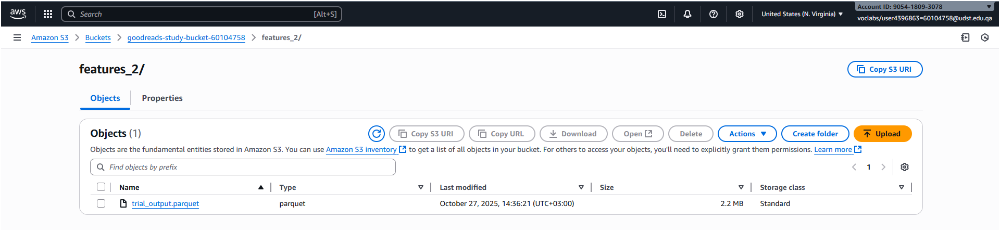 aws Search [Alt+S] United States (N. Virginia) Account ID: 9054-1809-3078
voclabs/user4396863=60104758@udst.edu.qa
Amazon S3 Buckets goodreads-study-bucket-60104758 features_2/
features_2/ Copy S3 URI
Objects Properties
Objects (1) Copy S3 URI Copy URL Download Open Delete Actions Create folder Upload
Objects are the fundamental entities stored in Amazon S3. You can use Amazon S3 inventory to get a list of all objects in your bucket. For others to access your objects, you'll need to explicitly grant them permissions. Learn more
Find objects by prefix 1
Name Type Last modified Size Storage class
trial_output.parquet parquet October 27, 2025, 14:36:21 (UTC+03:00) 2.2 MB Standard